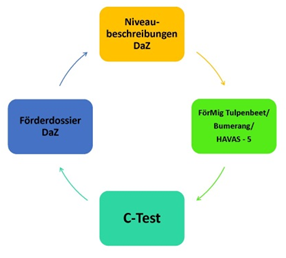 Niveau-
beschreibungen
DaZ
FörMig Tulpenbeet/
Bumerang/
HAVAS - 5
C-Test
Förderdossier
DaZ